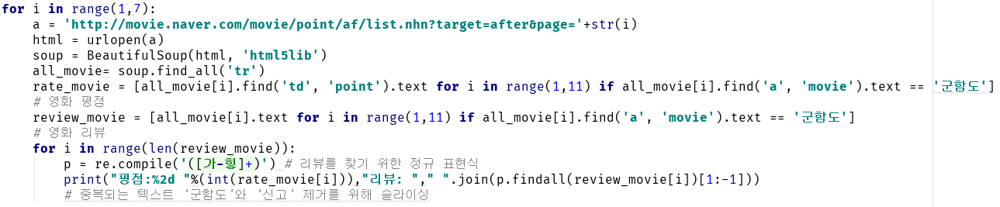 for i in range(1,7):
    a = 'http://movie.naver.com/movie/point/af/list.nhn?target=after&page='+str(i)
    html = urlopen(a)
    soup = BeautifulSoup(html, 'html5lib')
    all_movie= soup.find_all('tr')
    rate_movie = [all_movie[i].find('td', 'point').text for i in range(1,11) if all_movie[i].find('a', 'movie').text == '군함도']
    # 영화 평점
    review_movie = [all_movie[i].text for i in range(1,11) if all_movie[i].find('a', 'movie').text == '군함도']
    # 영화 리뷰
    for i in range(len(review_movie)):
        p = re.compile('([가-힣]+)') # 리뷰를 찾기 위한 정규 표현식
        print("평점:%2d "%(int(rate_movie[i])),"리뷰: "," ".join(p.findall(review_movie[i])[1:-1]))
        # 중복되는 텍스트 '군함도'와 '신고' 제거를 위해 슬라이싱